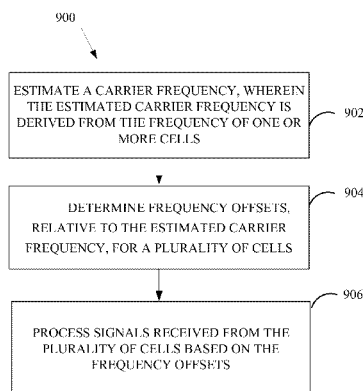 900
ESTIMATE A CARRIER FREQUENCY, WHEREIN
THE ESTIMATED CARRIER FREQUENCY IS
DERIVED FROM THE FREQUENCY OF ONE OR
MORE CELLS
902
DETERMINE FREQUENCY OFFSETS,
RELATIVE TO THE ESTIMATED CARRIER
FREQUENCY, FOR A PLURALITY OF CELLS
904
PROCESS SIGNALS RECEIVED FROM THE
PLURALITY OF CELLS BASED ON THE
FREQUENCY OFFSETS
906